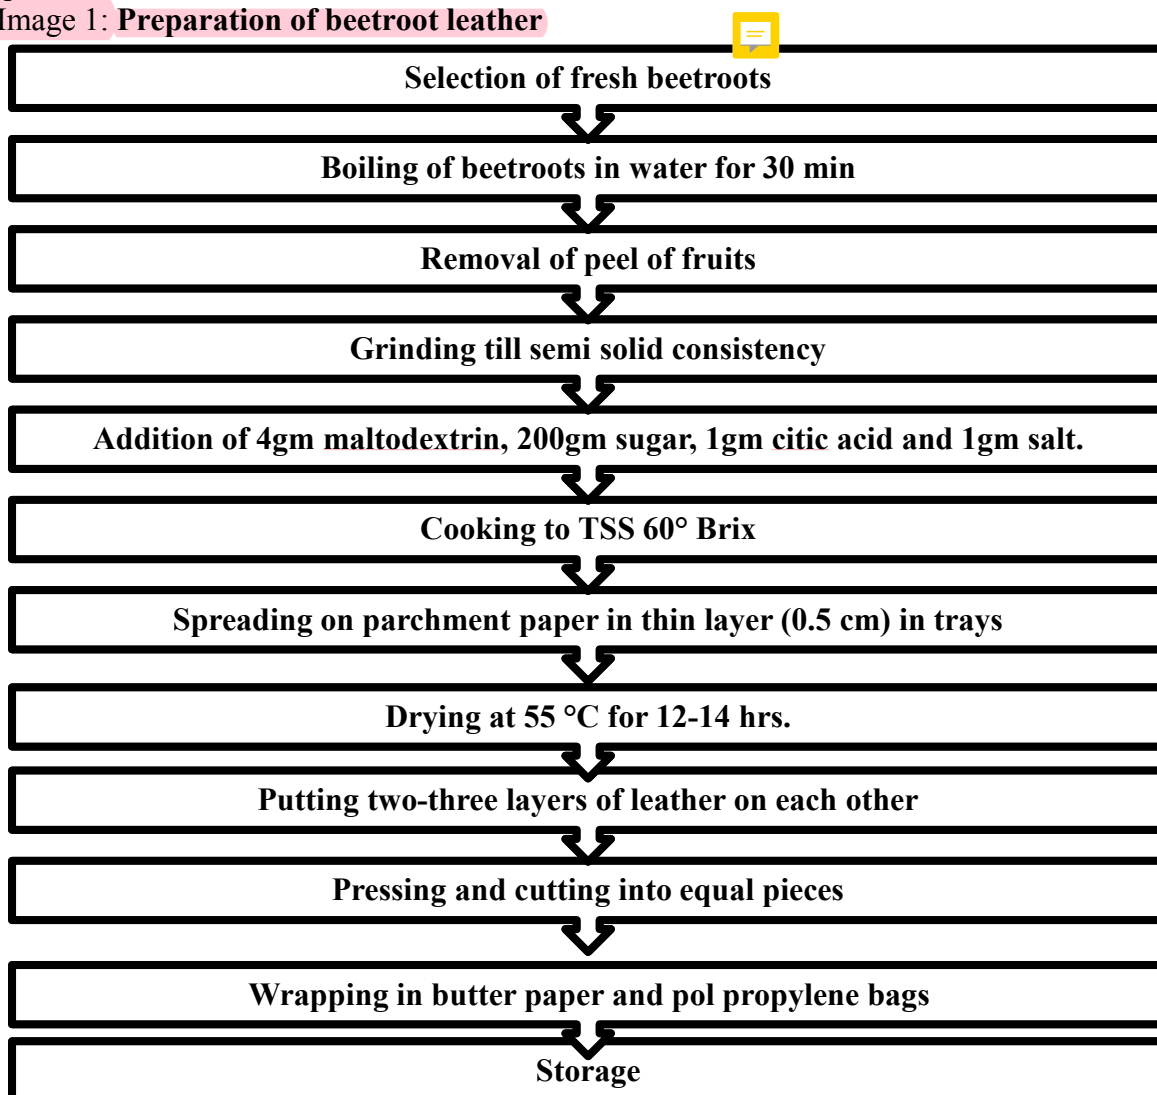 Image 1: Preparation of beetroot leather
Selection of fresh beetroots
Boiling of beetroots in water for 30 min
Removal of peel of fruits
Grinding till semi solid consistency
Addition of 4gm maltodextrin, 200gm sugar, 1gm citic acid and 1gm salt.
Cooking to TSS 60° Brix
Spreading on parchment paper in thin layer (0.5 cm) in trays
Drying at 55 °C for 12-14 hrs.
Putting two-three layers of leather on each other
Pressing and cutting into equal pieces
Wrapping in butter paper and pol propylene bags
Storage